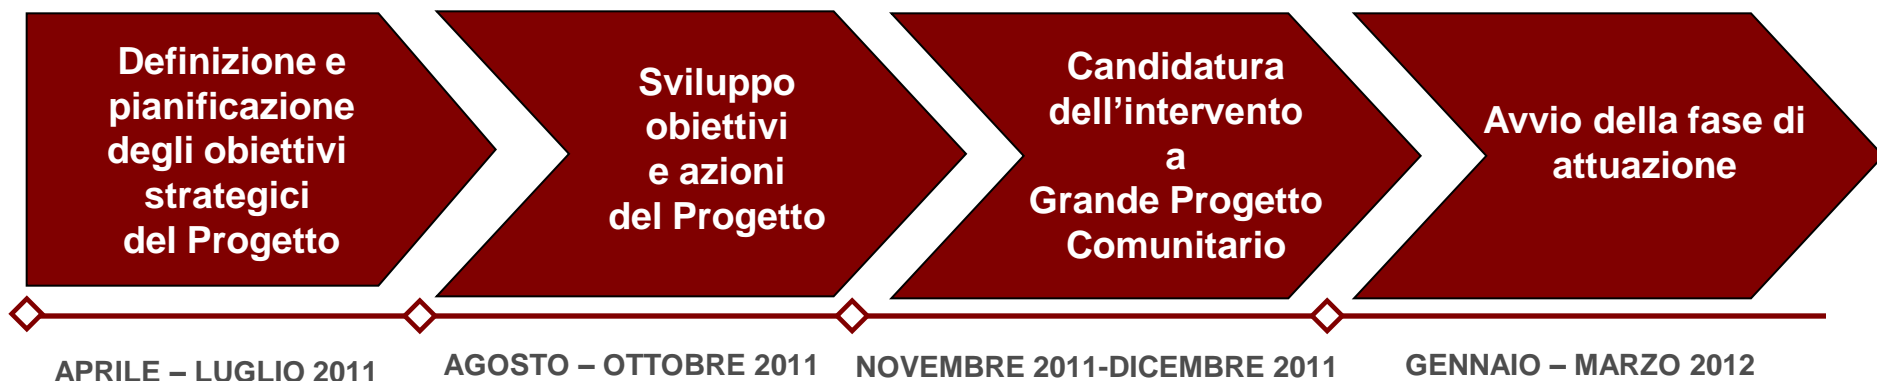 Definizione e
pianificazione
degli obiettivi
strategici
del Progetto
Sviluppo
obiettivi
e azioni
del Progetto
Candidatura
dell’intervento
a
Grande Progetto
Comunitario
Avvio della fase di
attuazione
APRILE – LUGLIO 2011
AGOSTO – OTTOBRE 2011
NOVEMBRE 2011-DICEMBRE 2011
GENNAIO – MARZO 2012